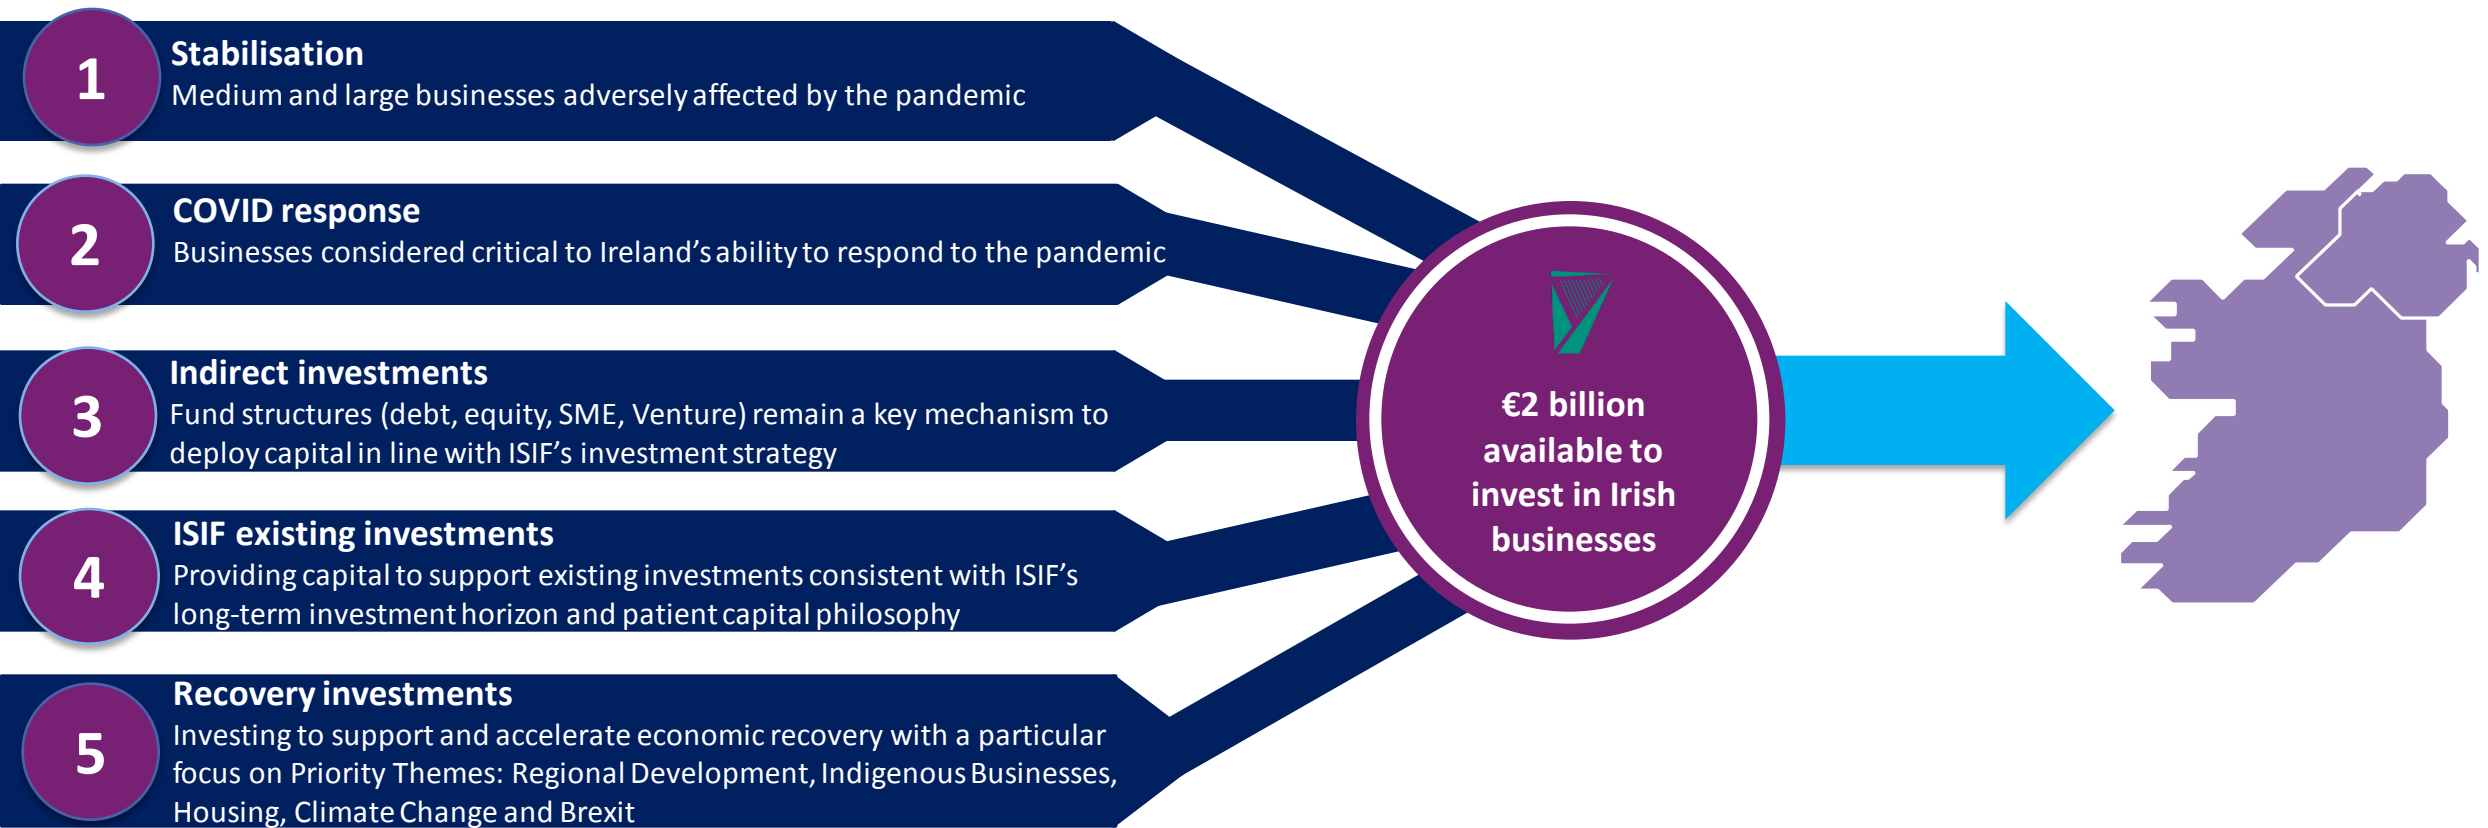 1
Stabilisation
Medium and large businesses adversely affected by the pandemic
2
COVID response
Businesses considered critical to Ireland’s ability to respond to the pandemic
3
Indirect investments
Fund structures (debt, equity, SME, Venture) remain a key mechanism to
deploy capital in line with ISIF’s investment strategy
4
ISIF existing investments
Providing capital to support existing investments consistent with ISIF’s
long-term investment horizon and patient capital philosophy
5
Recovery investments
Investing to support and accelerate economic recovery with a particular
focus on Priority Themes: Regional Development, Indigenous Businesses,
Housing, Climate Change and Brexit
€2 billion
available to
invest in Irish
businesses